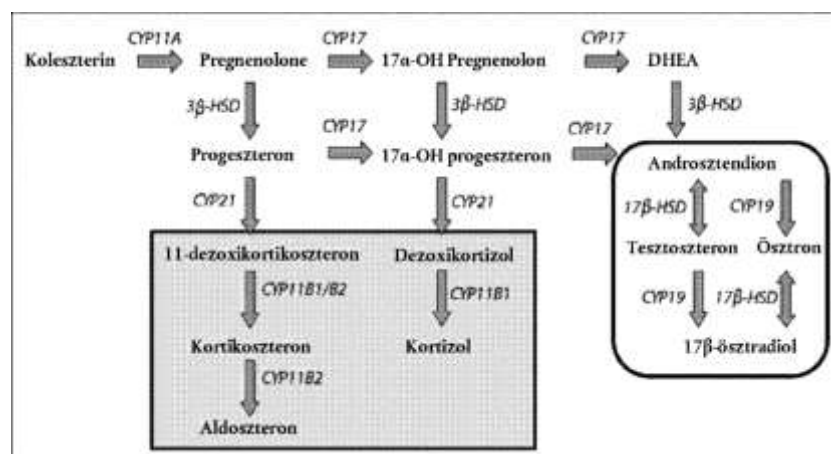 CYP11A CYP17 CYP17
Koleszterin Pregnenolone 17α-OH Pregnenolon DHEA
3β-HSD 3β-HSD 3β-HSD
CYP17 CYP17
Progeszteron 17α-OH progeszteron Androsztendion
CYP21 CYP21 17β-HSD CYP19
11-dezoxikortikoszteron Dezoxikortizol Tesztoszteron Ösztron
CYP11B1/B2 CYP11B1 CYP19 17β-HSD
Kortikoszteron Kortizol 17β-ösztradiol
CYP11B2
Aldoszteron